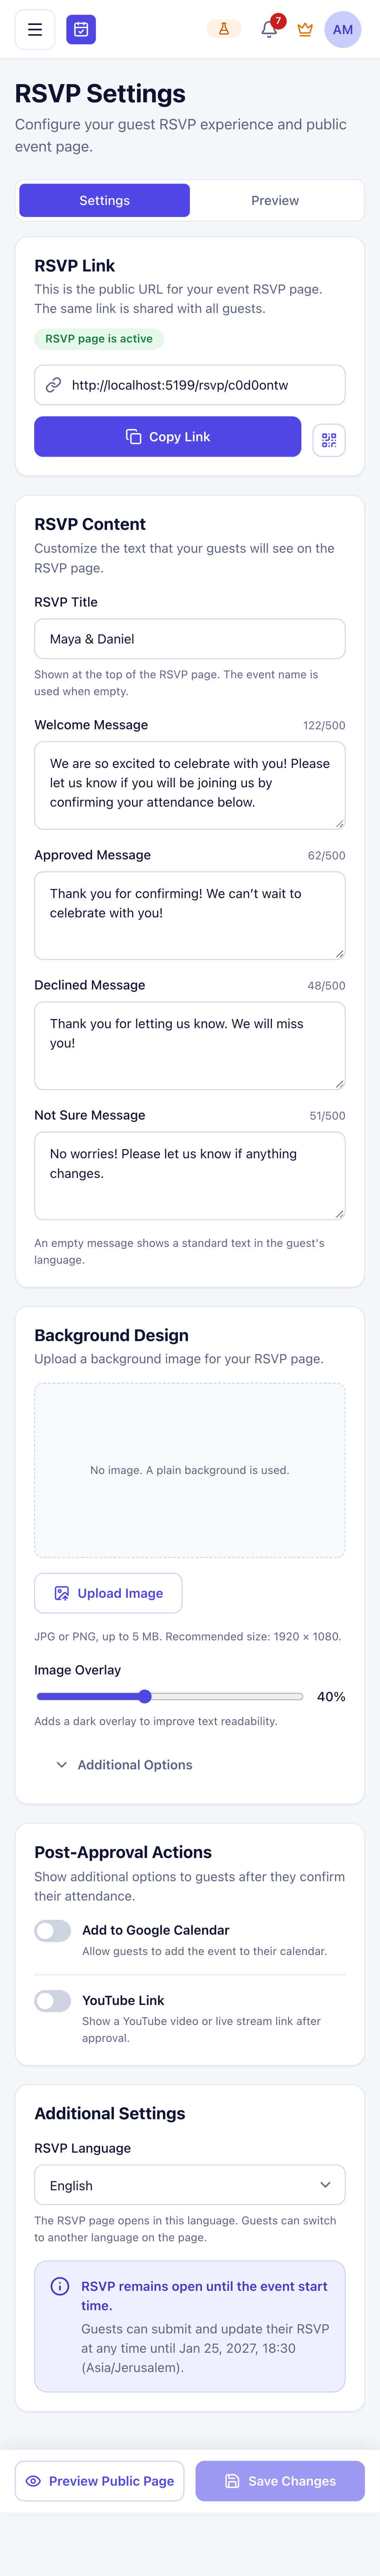 7
AM
RSVP Settings
Configure your guest RSVP experience and public
event page.
Settings
Preview
RSVP Link
This is the public URL for your event RSVP page.
The same link is shared with all guests.
RSVP page is active
http://localhost:5199/rsvp/c0d0ontw
Copy Link
RSVP Content
Customize the text that your guests will see on the
RSVP page.
RSVP Title
Maya & Daniel
Shown at the top of the RSVP page. The event name is
used when empty.
Welcome Message
122/500
We are so excited to celebrate with you! Please
let us know if you will be joining us by
confirming your attendance below.
Approved Message
62/500
Thank you for confirming! We can’t wait to
celebrate with you!
Declined Message
48/500
Thank you for letting us know. We will miss
you!
Not Sure Message
51/500
No worries! Please let us know if anything
changes.
An empty message shows a standard text in the guest's
language.
Background Design
Upload a background image for your RSVP page.
No image. A plain background is used.
Upload Image
JPG or PNG, up to 5 MB. Recommended size: 1920 × 1080.
Image Overlay
40%
Adds a dark overlay to improve text readability.
Additional Options
Post-Approval Actions
Show additional options to guests after they confirm
their attendance.
Add to Google Calendar
Allow guests to add the event to their calendar.
YouTube Link
Show a YouTube video or live stream link after
approval.
Additional Settings
RSVP Language
English
The RSVP page opens in this language. Guests can switch
to another language on the page.
RSVP remains open until the event start
time.
Guests can submit and update their RSVP
at any time until Jan 25, 2027, 18:30
(Asia/Jerusalem).
Preview Public Page
Save Changes